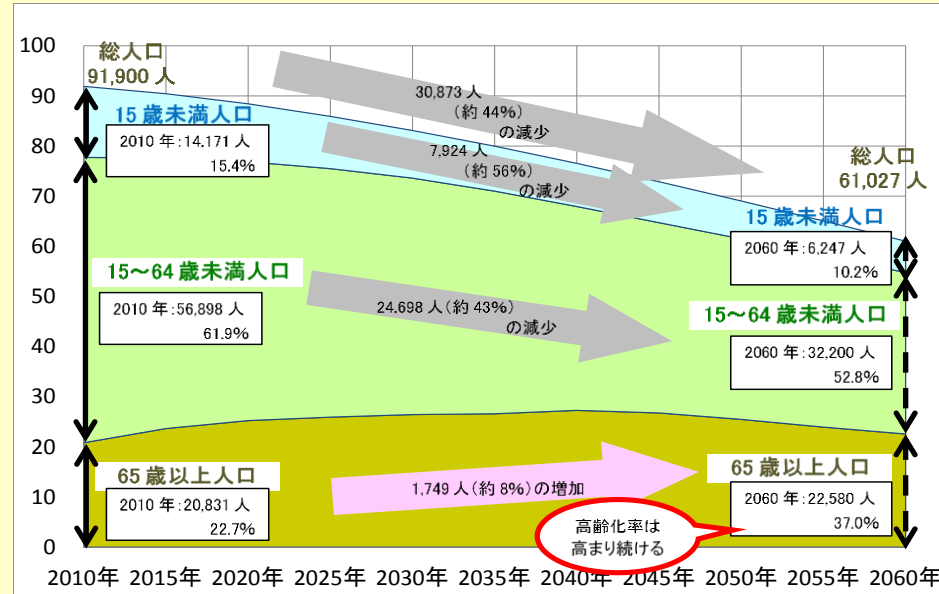 100
90
80
70
60
50
40
30
20
10
0
総人口
91,900 人
15 歳未満人口
2010 年:14,171 人
15.4%
15～64 歳未満人口
2010 年:56,898 人
61.9%
65 歳以上人口
2010 年:20,831 人
22.7%
30,873 人
(約 44%)
の減少
7,924 人
(約 56%)
の減少
24,698 人(約 43%)
の減少
1,749 人(約 8%)の増加
高齢化率は
高まり続ける
総人口
61,027 人
15 歳未満人口
2060 年:6,247 人
10.2%
15～64 歳未満人口
2060 年:32,200 人
52.8%
65 歳以上人口
2060 年:22,580 人
37.0%
2010年 2015年 2020年 2025年 2030年 2035年 2040年 2045年 2050年 2055年 2060年